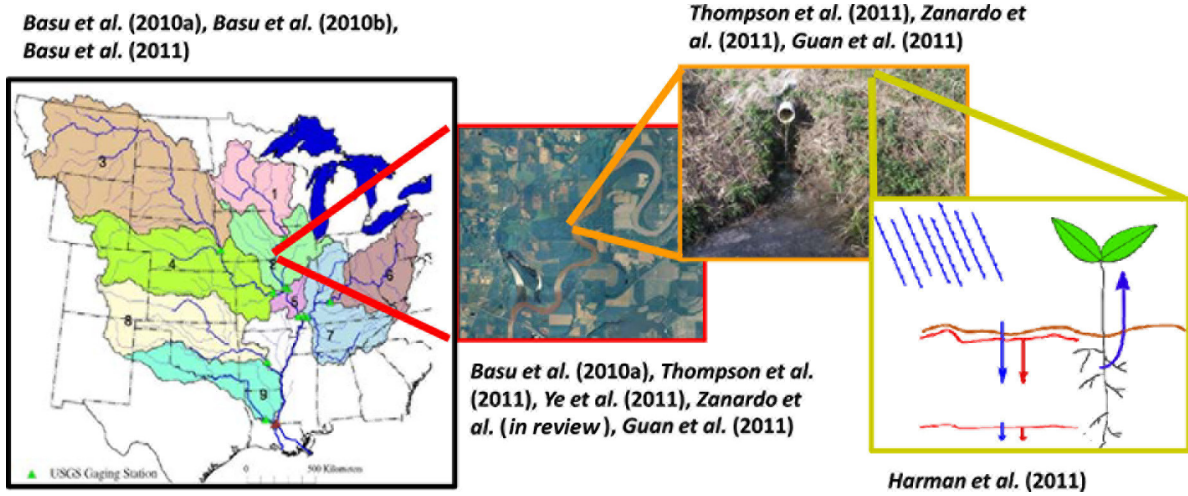 Basu et al. (2010a), Basu et al. (2010b),
Basu et al. (2011)
Thompson et al. (2011), Zanardo et
al. (2011), Guan et al. (2011)
3
1
2
4
5
6
7
8
9
USGS Gaging Station
0 500 Kilometers
Basu et al. (2010a), Thompson et al.
(2011), Ye et al. (2011), Zanardo et
al. (in review), Guan et al. (2011)
Harman et al. (2011)